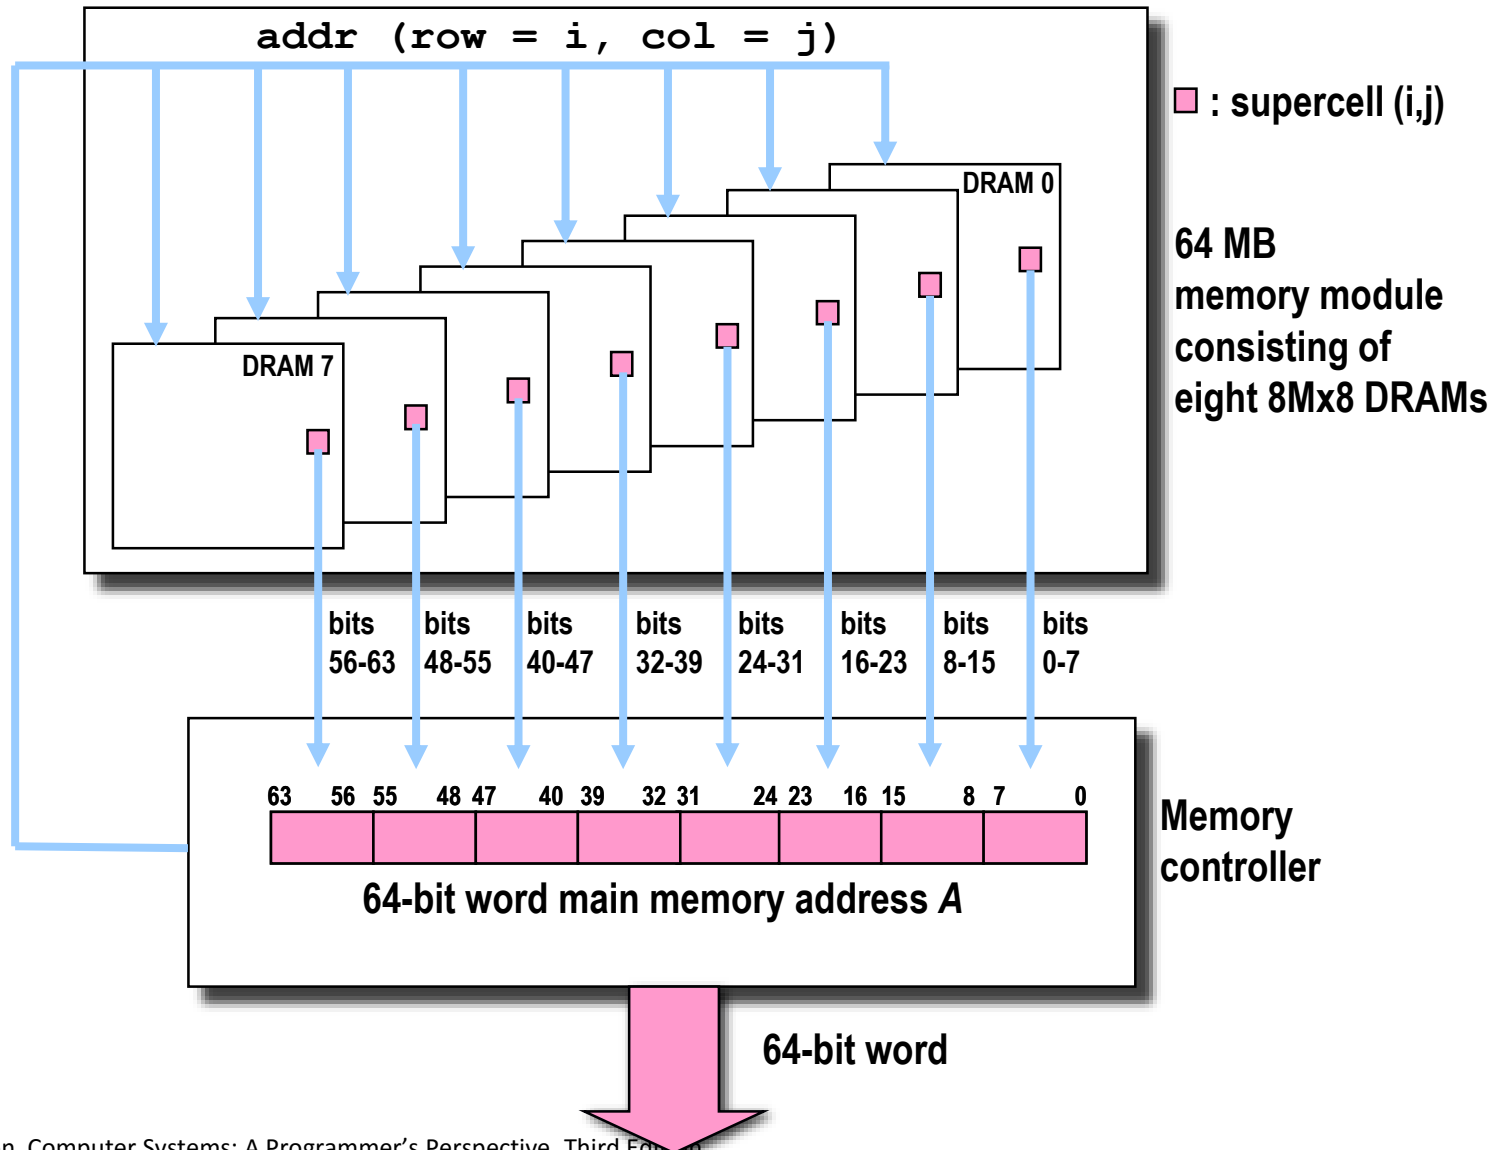 addr (row = i, col = j)
: supercell (i,j)
DRAM 0
64 MB
memory module
consisting of
eight 8Mx8 DRAMs
DRAM 7
bits
56-63
bits
48-55
bits
40-47
bits
32-39
bits
24-31
bits
16-23
bits
8-15
bits
0-7
63 56 55 48 47 40 39 32 31 24 23 16 15 8 7 0
Memory
controller
64-bit word main memory address A
64-bit word
Computer Systems: A Programmer's Perspective, Third